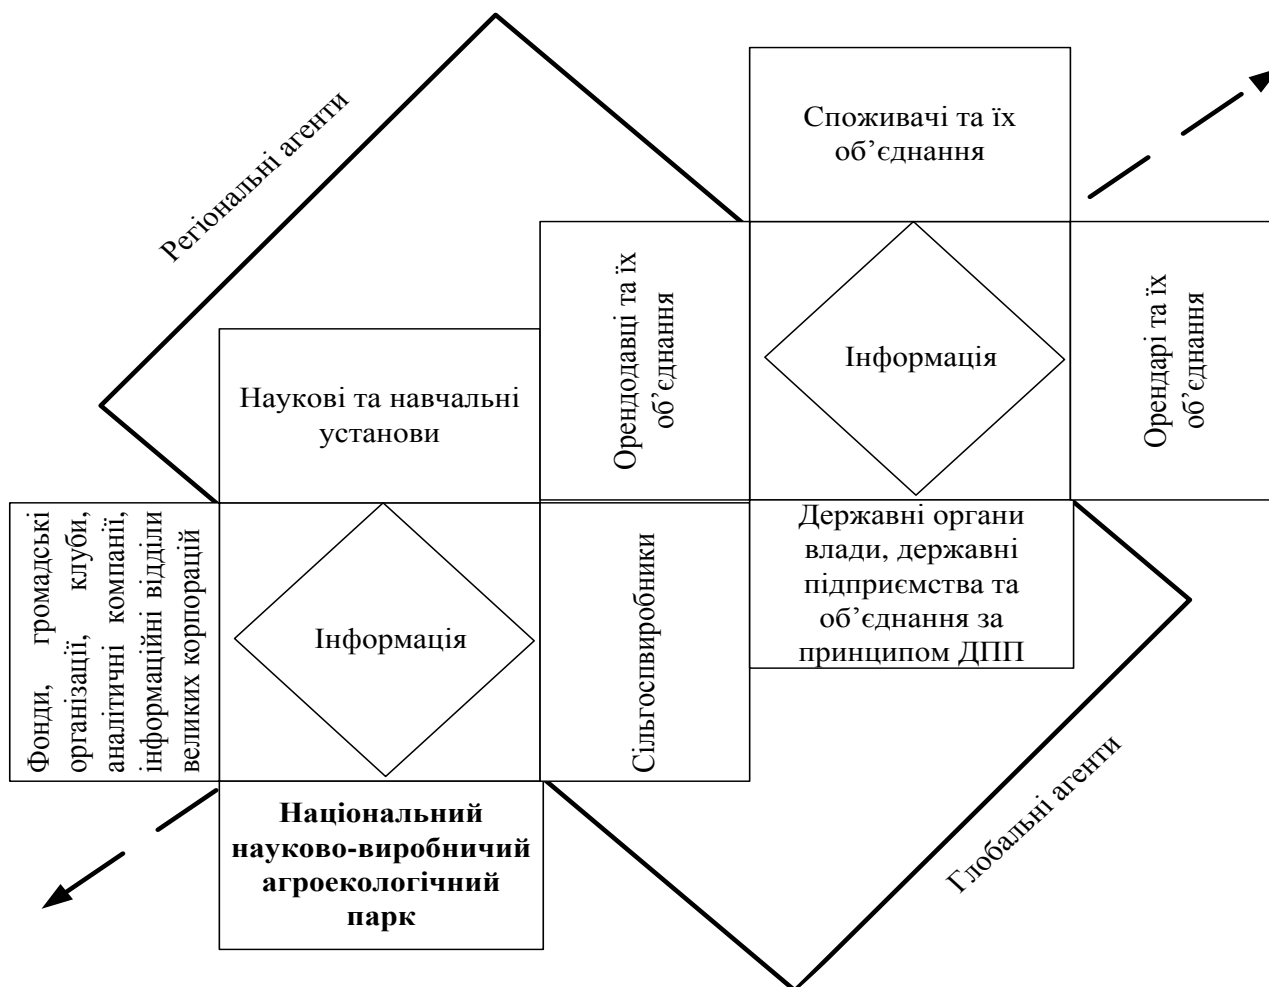 Регіональні агенти
Споживачі та їх
об’єднання
Орендодавці та їх
об’єднання
Інформація
Орендарі та їх
об’єднання
Наукові та навчальні
установи
Фонди, громадські
організації, клуби,
аналітичні компанії,
інформаційні відділи
великих корпорацій
Інформація
Сільгоспвиробники
Державні органи
влади, державні
підприємства та
об’єднання за
принципом ДПП
Національний
науково-виробничий
агроекологічний
парк
Глобальні агенти